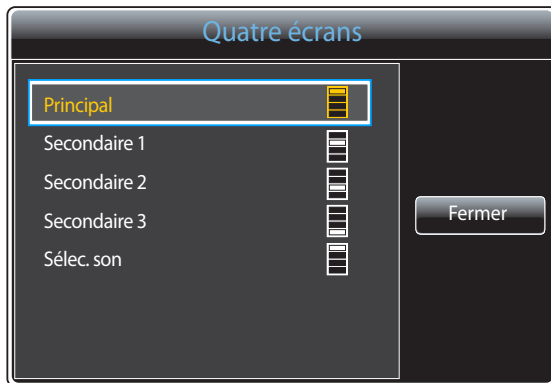 Quatre écrans
Principal
Secondaire 1
Secondaire 2
Secondaire 3
Sélec. son
Fermer